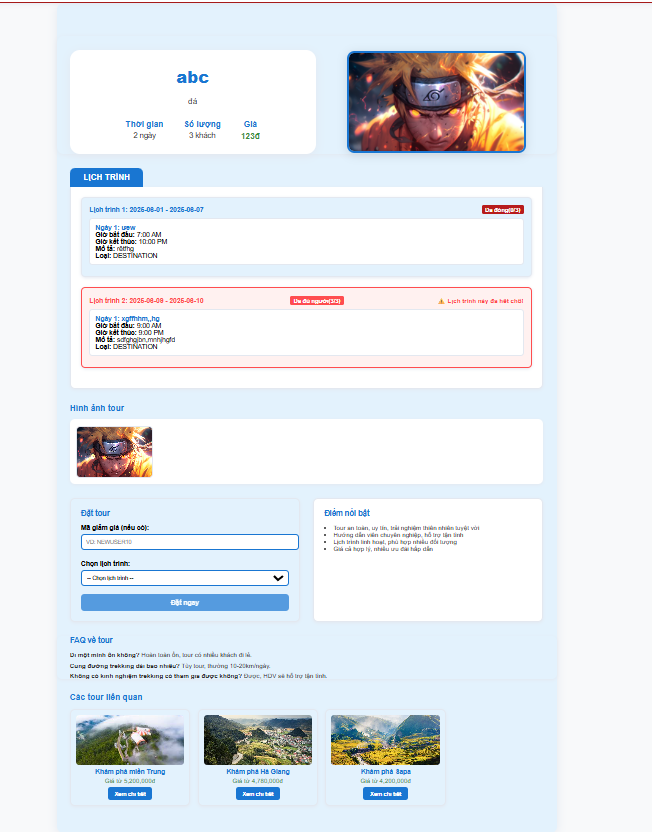 abc
dá
Thời gian Số lượng Giá
2 ngày 3 khách 123đ
LỊCH TRÌNH
Lịch trình 1: 2026-08-01 - 2026-08-07 Đã đóng(0/3)
Ngày 1:
Giờ bắt đầu: 7:00 AM
Giờ kết thúc: 10:00 PM
Mô tả: rêtfhg
Loại: DESTINATION
Lịch trình 2: 2026-08-09 - 2026-08-10 Đã đủ người(3/3) ⚠ Lịch trình này đã hết chỗ!
Ngày 1: xgffhhm,,hg
Giờ bắt đầu: 9:00 AM
Giờ kết thúc: 9:00 PM
Mô tả: sdfghgjbn,mnhjhgfd
Loại: DESTINATION
Hình ảnh tour
Đặt tour
Mã giảm giá (nếu có):
VD: NEWUSER10
Chọn lịch trình:
-- Chọn lịch trình --
Đặt ngay
Điểm nổi bật
• Tour an toàn, uy tín, trải nghiệm thiên nhiên tuyệt vời
• Hướng dẫn viên chuyên nghiệp, hỗ trợ tận tình
• Lịch trình linh hoạt, phù hợp nhiều đối tượng
• Giá cả hợp lý, nhiều ưu đãi hấp dẫn
FAQ về tour
Đi một mình ổn không? Hoàn toàn ổn, tour có nhiều khách đi lẻ.
Cung đường trekking dài bao nhiêu? Tùy tour, thường 10-20km/ngày.
Không có kinh nghiệm trekking có tham gia được không? Được, HDV sẽ hỗ trợ tận tình.
Các tour liên quan
Khám phá miền Trung
Giá từ 5,200,000đ
Xem chi tiết
Khám phá Hà Giang
Giá từ 4,780,000đ
Xem chi tiết
Khám phá Sapa
Giá từ 4,200,000đ
Xem chi tiết